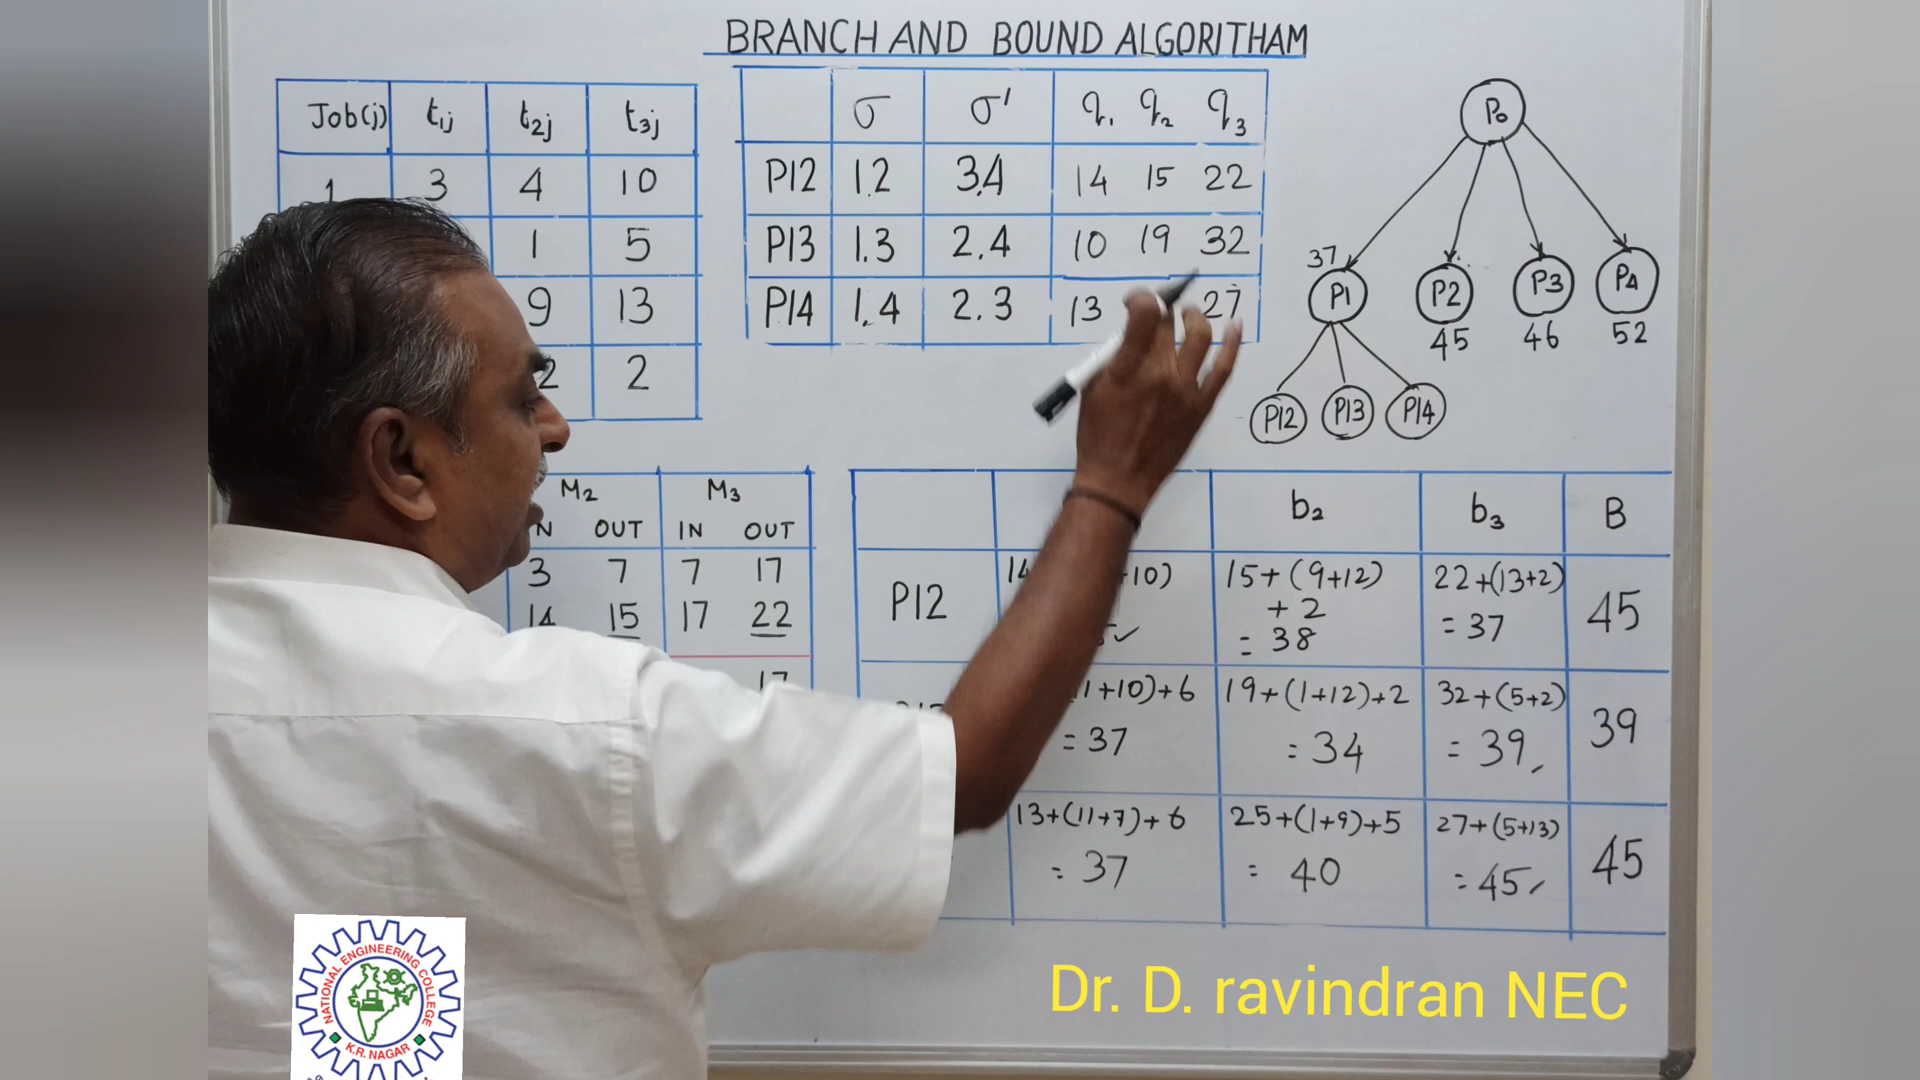 BRANCH AND BOUND ALGORITHAM
Job(j) t1j t2j t3j
1 3 4 10
1 5
9 13
2 2
σ σ' q1 q2 q3
P12 1.2 3.4 14 15 22
P13 1.3 2.4 10 19 32
P14 1.4 2.3 13 27
P0
37
P1 P2 P3 P4
45 46 52
P12 P13 P14
M2 M3
N OUT IN OUT
3 7 7 17
14 15 17 22
17
b2 b3 B
P12 14 +10) 15+(9+12) 22+(13+2) 45
+2
= 38 = 37
1+10)+6 19+(1+12)+2 32+(5+2) 39
= 37 = 34 = 39
13+(11+7)+6 25+(1+9)+5 27+(5+13) 45
= 37 = 40 = 45
NATIONAL ENGINEERING COLLEGE
K.R. NAGAR
Dr. D. ravindran NEC